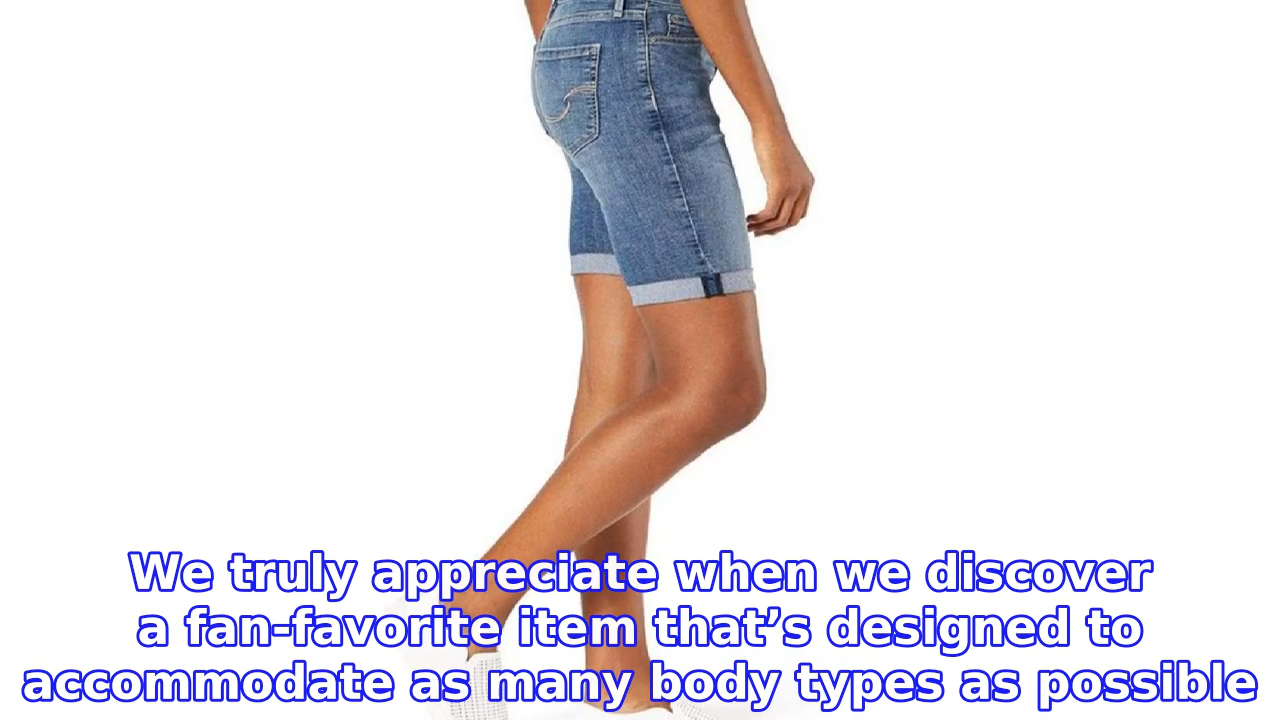 We truly appreciate when we discover
a fan-favorite item that’s designed to
accommodate as many body types as possible